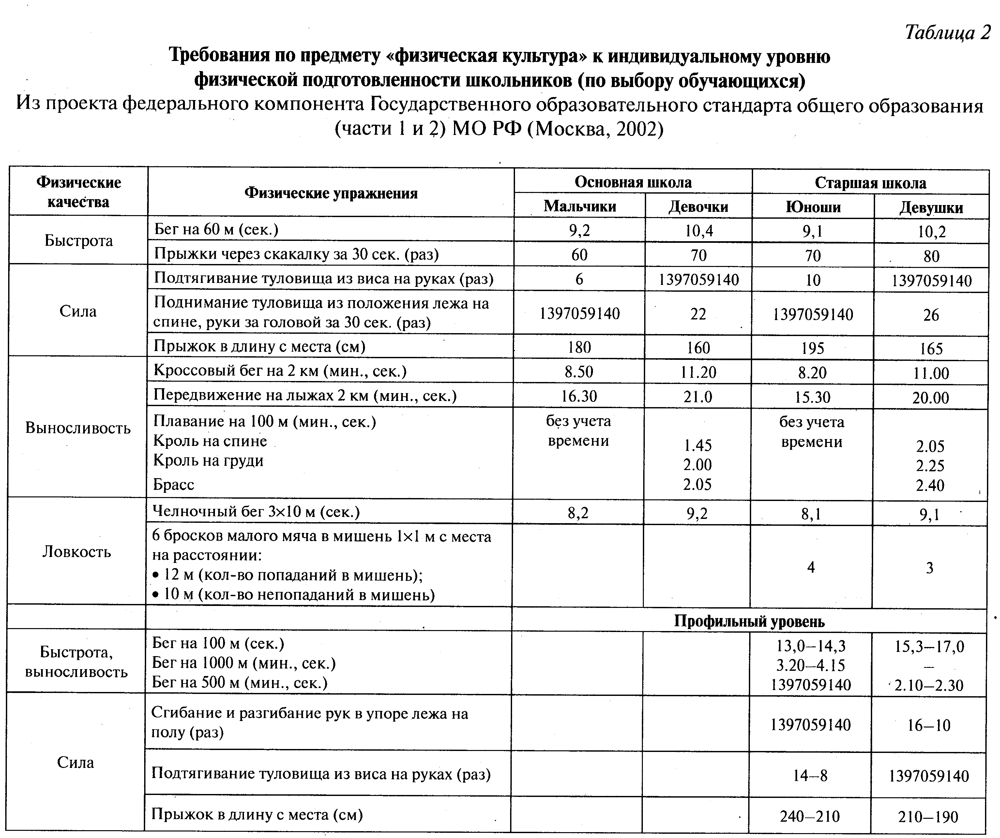 Таблица 2
Требования по предмету «физическая культура» к индивидуальному уровню
физической подготовленности школьников (по выбору обучающихся)
Из проекта федерального компонента Государственного образовательного стандарта общего образования
(части 1 и 2) МО РФ (Москва, 2002)
Физические качества Физические упражнения Основная школа Старшая школа
Мальчики Девочки Юноши Девушки
Быстрота
Бег на 60 м (сек.) 9,2 10,4 9,1 10,2
Прыжки через скакалку за 30 сек. (раз) 60 70 70 80
Сила
Подтягивание туловища из виса на руках (раз) 6 1397059140 10 1397059140
Поднимание туловища из положения лежа на
спине, руки за головой за 30 сек. (раз) 1397059140 22 1397059140 26
Прыжок в длину с места (см) 180 160 195 165
Выносливость
Кроссовый бег на 2 км (мин., сек.) 8.50 11.20 8.20 11.00
Передвижение на лыжах 2 км (мин., сек.) 16.30 21.0 15.30 20.00
Плавание на 100 м (мин., сек.) без учета без учета
Кроль на спине времени 1.45 времени 2.05
Кроль на груди 2.00 2.25
Брасс 2.05 2.40
Ловкость
Челночный бег 3×10 м (сек.) 8,2 9,2 8,1 9,1
6 бросков малого мяча в мишень 1×1 м с места
на расстоянии:
• 12 м (кол-во попаданий в мишень); 4 3
• 10 м (кол-во непопаданий в мишень)
Профильный уровень
Быстрота,
выносливость
Бег на 100 м (сек.) 13,0–14,3 15,3–17,0
Бег на 1000 м (мин., сек.) 3.20–4.15 –
Бег на 500 м (мин., сек.) 1397059140 2.10–2.30
Сила
Сгибание и разгибание рук в упоре лежа на
полу (раз) 1397059140 16–10
Подтягивание туловища из виса на руках (раз) 14–8 1397059140
Прыжок в длину с места (см) 240–210 210–190